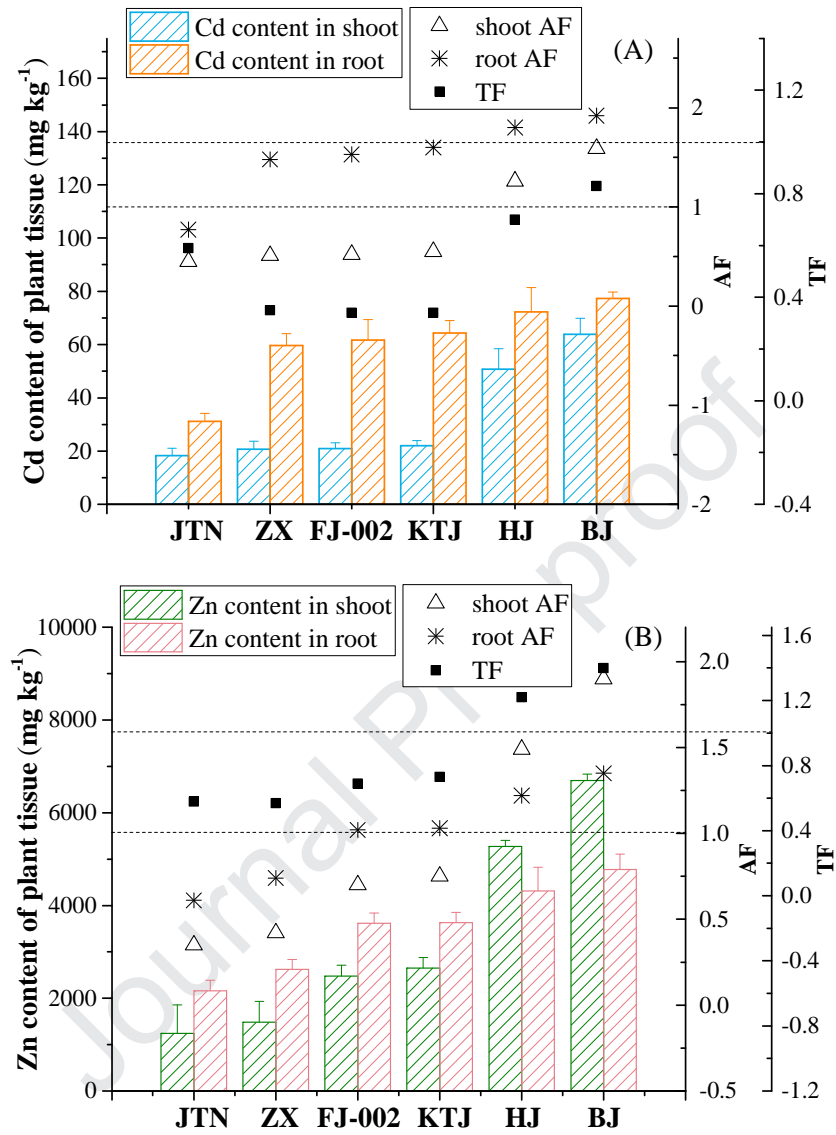 Cd content in shoot
Cd content in root
shoot AF
root AF
TF
(A)
Cd content of plant tissue (mg kg⁻¹)
160
140
120
100
80
60
40
20
0
2
1
0
-1
-2
AF
1.2
0.8
0.4
0.0
-0.4
TF
JTN ZX FJ-002 KTJ HJ BJ
Zn content in shoot
Zn content in root
shoot AF
root AF
TF
(B)
Zn content of plant tissue (mg kg⁻¹)
10000
8000
6000
4000
2000
0
2.0
1.5
1.0
0.5
0.0
-0.5
AF
1.6
1.2
0.8
0.4
0.0
-0.4
-0.8
-1.2
TF
JTN ZX FJ-002 KTJ HJ BJ
Journal Pre-proof